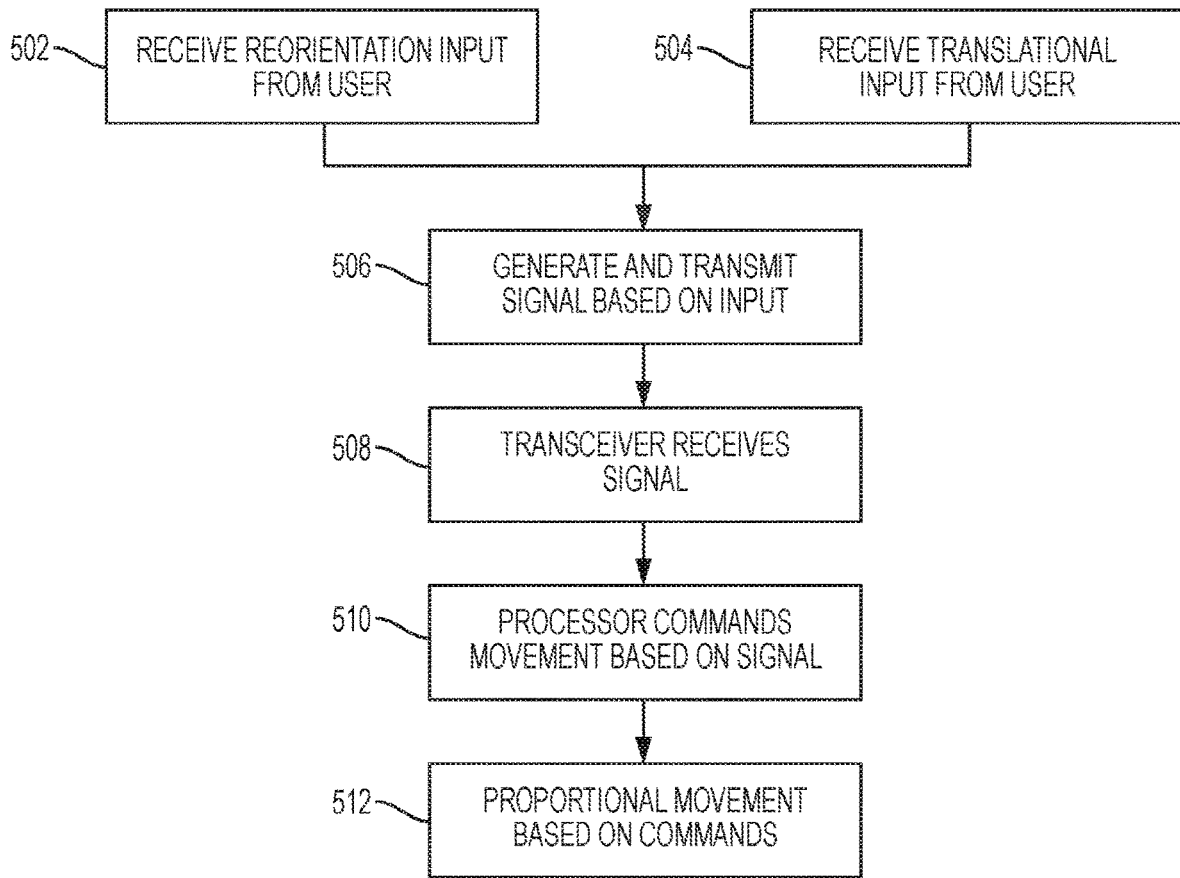 502
RECEIVE REORIENTATION INPUT
FROM USER
504
RECEIVE TRANSLATIONAL
INPUT FROM USER
506
GENERATE AND TRANSMIT
SIGNAL BASED ON INPUT
508
TRANSCEIVER RECEIVES
SIGNAL
510
PROCESSOR COMMANDS
MOVEMENT BASED ON SIGNAL
512
PROPORTIONAL MOVEMENT
BASED ON COMMANDS